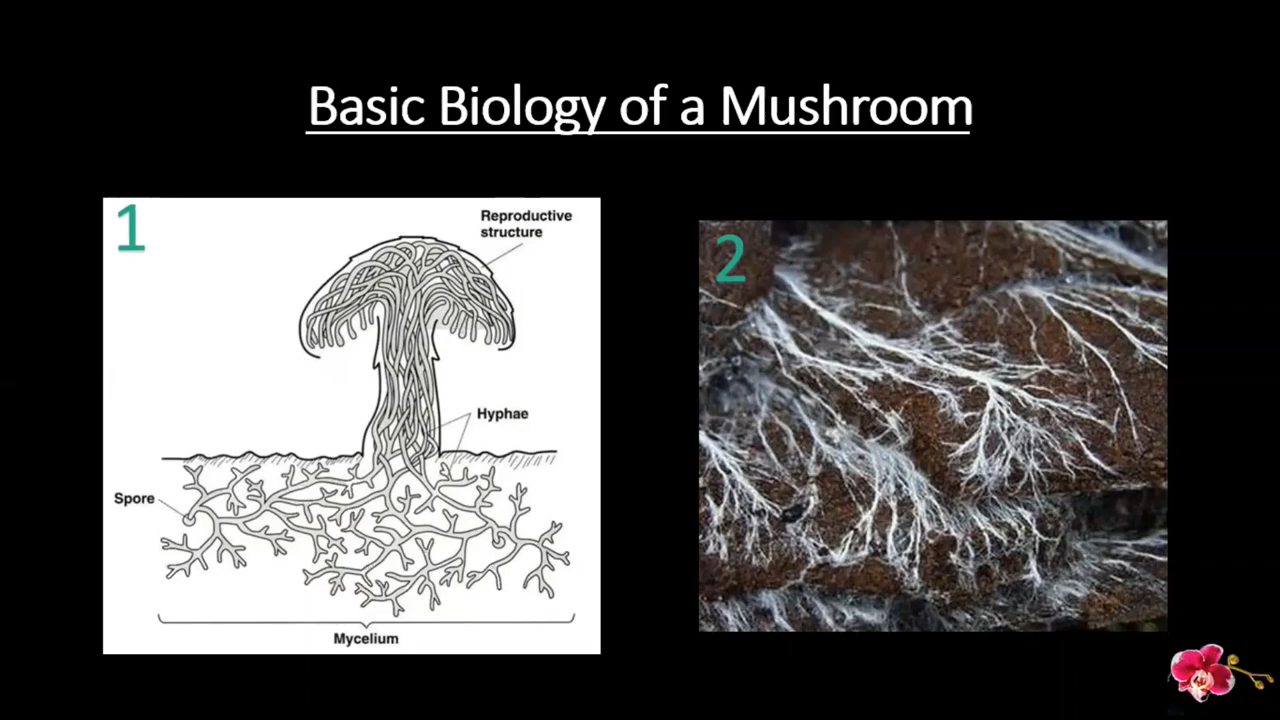 Basic Biology of a Mushroom
1
Reproductive
structure
Hyphae
Spore
Mycelium
2